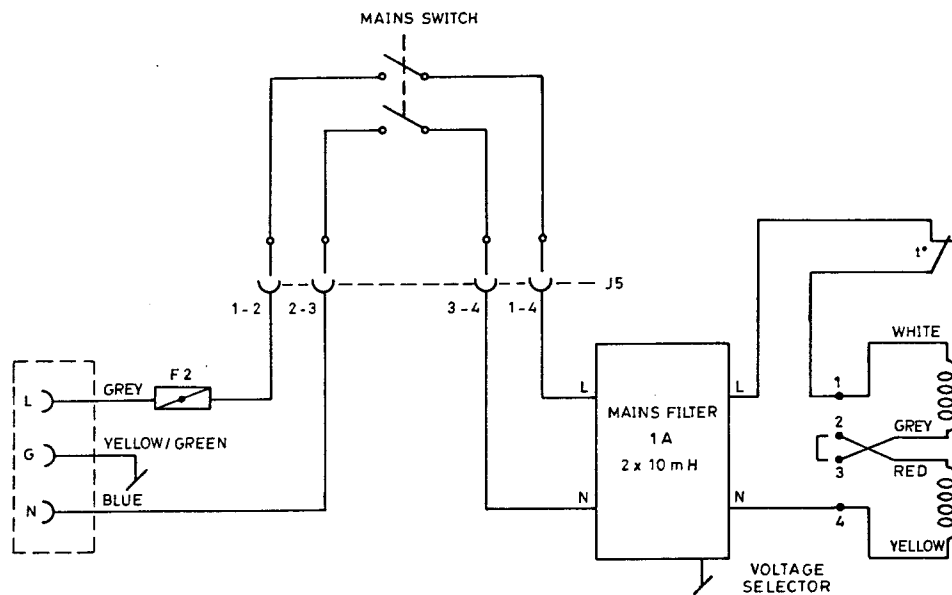 MAINS SWITCH
J5
1-2
2-3
3-4
1-4
t°
WHITE
F2
L
GREY
L
L
1
MAINS FILTER
1A
2 x 10 mH
2
GREY
G
YELLOW/GREEN
3
RED
N
BLUE
N
N
4
YELLOW
VOLTAGE
SELECTOR